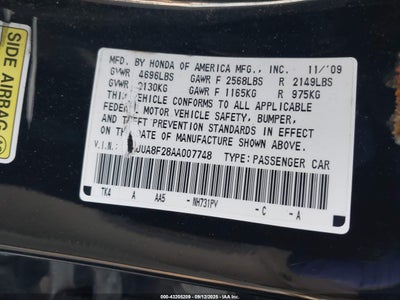 SIDE AIRBAG
MFD. BY HONDA OF AMERICA MFG., INC. 11/'09
GVWR 4696LBS GAWR F 2568LBS R 2149LBS
GVWR 2130KG GAWR F 1165KG R 975KG
THIS VEHICLE CONFORMS TO ALL APPLICABLE
FEDERAL MOTOR VEHICLE SAFETY, BUMPER,
AND THEFT PREVENTION STANDARDS IN EFFECT
ON THE DATE OF MANUFACTURE SHOWN ABOVE.
V.I.N. JUA8F28AA007748 TYPE: PASSENGER CAR
TK4 A AA5 - NH731PV - C - A
000-43205209 - 09/12/2025 - IAA, Inc.